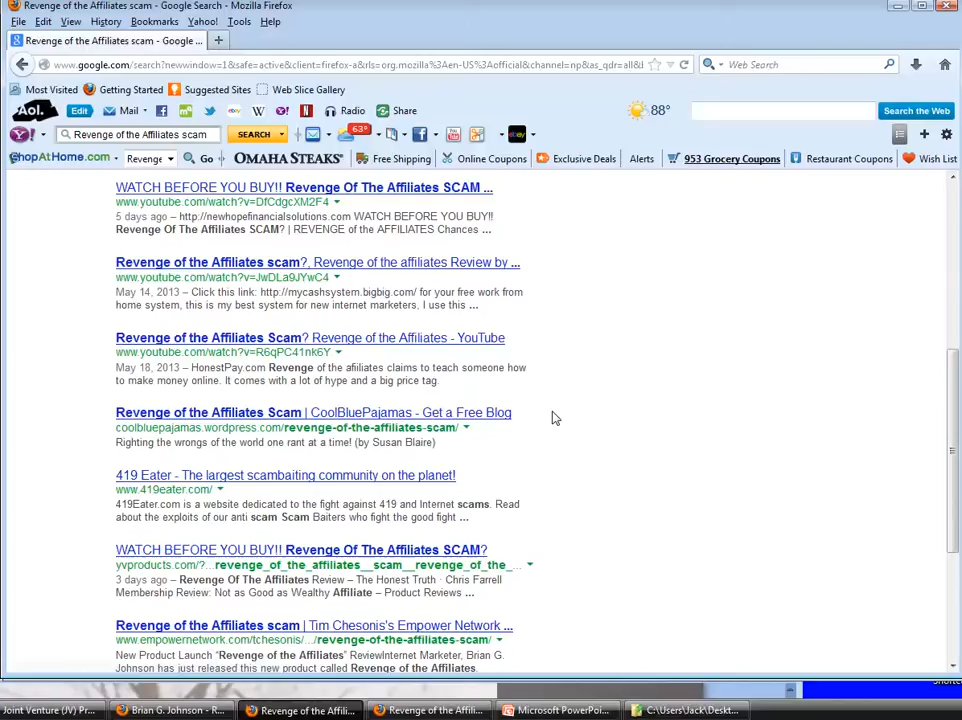 Revenge of the Affiliates scam - Google Search - Mozilla Firefox
File Edit View History Bookmarks Yahoo! Tools Help
Revenge of the Affiliates scam - Google ... +
www.google.com/search?newwindow=1&safe=active&client=firefox-a&rls=org.mozilla%3Aen-US%3Aofficial&channel=np&as_qdr=all&d Web Search
Most Visited Getting Started Suggested Sites Web Slice Gallery
Aol. Edit Mail Radio Share 88° Search the Web
Revenge of the Affiliates scam SEARCH 63° ebay
ShopAtHome.com Revenge Go OMAHA STEAKS Free Shipping Online Coupons Exclusive Deals Alerts 953 Grocery Coupons Restaurant Coupons Wish List
WATCH BEFORE YOU BUY!! Revenge Of The Affiliates SCAM ...
www.youtube.com/watch?v=DfCdgcXM2F4
5 days ago – http://newhopefinancialsolutions.com WATCH BEFORE YOU BUY!!
Revenge Of The Affiliates SCAM? | REVENGE of the AFFILIATES Chances ...
Revenge of the Affiliates scam?, Revenge of the affiliates Review by ...
www.youtube.com/watch?v=JwDLa9JYwC4
May 14, 2013 – Click this link: http://mycashsystem.bigbig.com/ for your free work from
home system, this is my best system for new internet marketers, I use this ...
Revenge of the Affiliates Scam? Revenge of the Affiliates - YouTube
www.youtube.com/watch?v=R6qPC41nk6Y
May 18, 2013 – HonestPay.com Revenge of the affiliates claims to teach someone how
to make money online. It comes with a lot of hype and a big price tag.
Revenge of the Affiliates Scam | CoolBluePajamas - Get a Free Blog
coolbluepajamas.wordpress.com/revenge-of-the-affiliates-scam/
Righting the wrongs of the world one rant at a time! (by Susan Blaire)
419 Eater - The largest scambaiting community on the planet!
www.419eater.com/
419Eater.com is a website dedicated to the fight against 419 and Internet scams. Read
about the exploits of our anti scam Scam Baiters who fight the good fight ...
WATCH BEFORE YOU BUY!! Revenge Of The Affiliates SCAM?
yvproducts.com/?...revenge_of_the_affiliates__scam__revenge_of_the_...
3 days ago – Revenge Of The Affiliates Review – The Honest Truth · Chris Farrell
Membership Review: Not as Good as Wealthy Affiliate – Product Reviews ...
Revenge of the Affiliates scam | Tim Chesonis's Empower Network ...
www.empowernetwork.com/tchesonis/.../revenge-of-the-affiliates-scam/
New Product Launch "Revenge of the Affiliates" ReviewInternet Marketer, Brian G.
Johnson has just released this new product called Revenge of the Affiliates.
Joint Venture (JV) Pr... Brian G. Johnson - R... Revenge of the Affili... Revenge of the Affili... Microsoft PowerPo... C:\Users\Jack\Deskt...